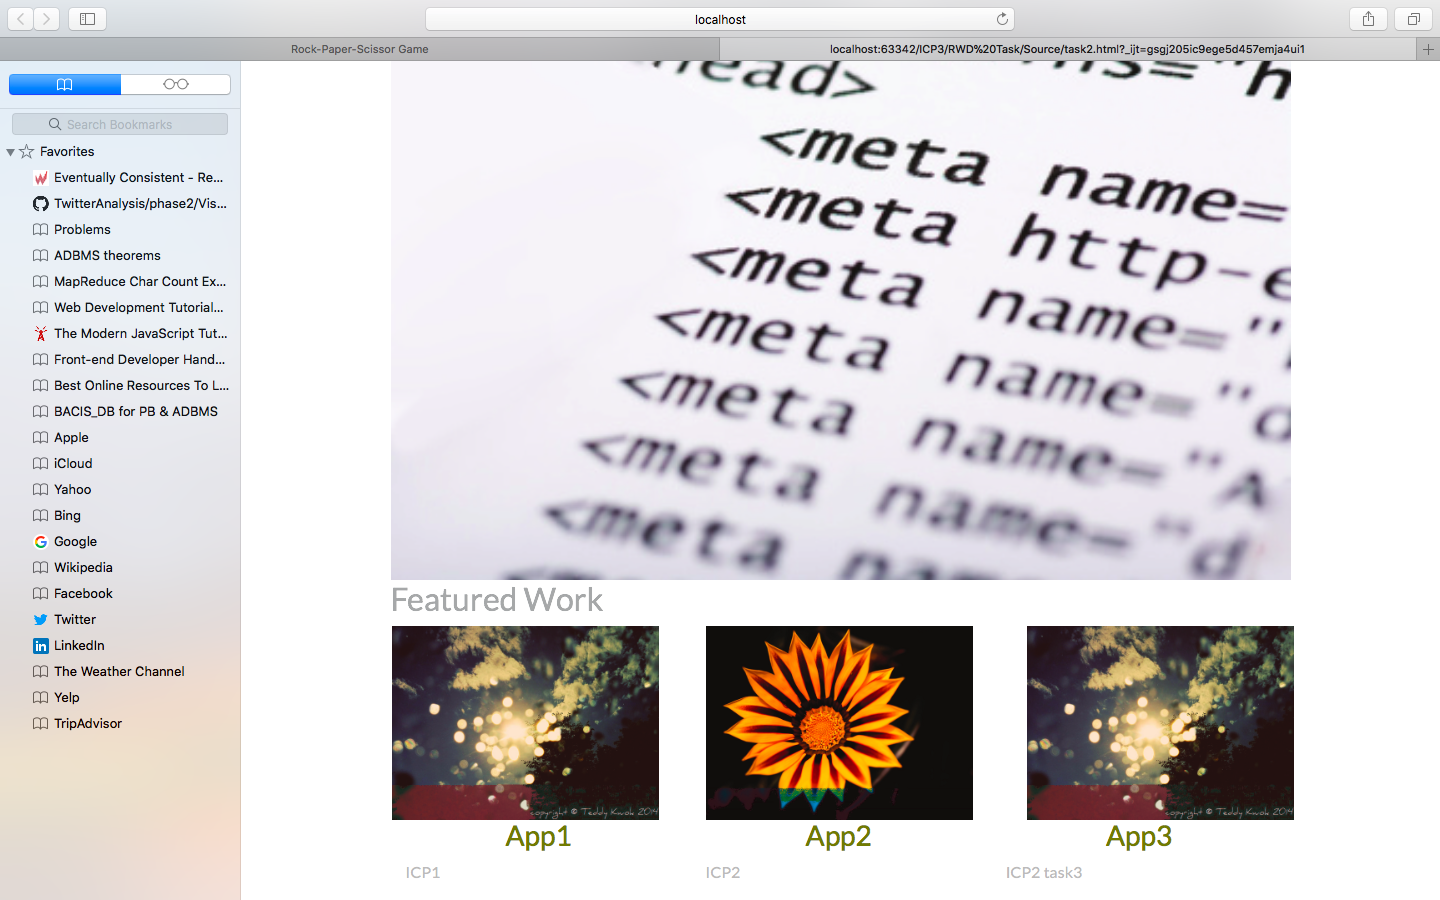 localhost
Rock-Paper-Scissor Game
localhost:63342/ICP3/RWD%20Task/Source/task2.html?_ijt=gsgj205ic9ege5d457emja4ui1
Search Bookmarks
Favorites
Eventually Consistent - Re...
TwitterAnalysis/phase2/Vis...
Problems
ADBMS theorems
MapReduce Char Count Ex...
Web Development Tutorial...
The Modern JavaScript Tut...
Front-end Developer Hand...
Best Online Resources To L...
BACIS_DB for PB & ADBMS
Apple
iCloud
Yahoo
Bing
Google
Wikipedia
Facebook
Twitter
LinkedIn
The Weather Channel
Yelp
TripAdvisor
head>
<meta name=
<meta http-e
<meta name="
<meta name="d
<meta name="A
<meta name="d
<meta
Featured Work
copyright © Teddy Kwok 2014
copyright © Teddy Kwok 2014
App1 App2 App3
ICP1 ICP2 ICP2 task3